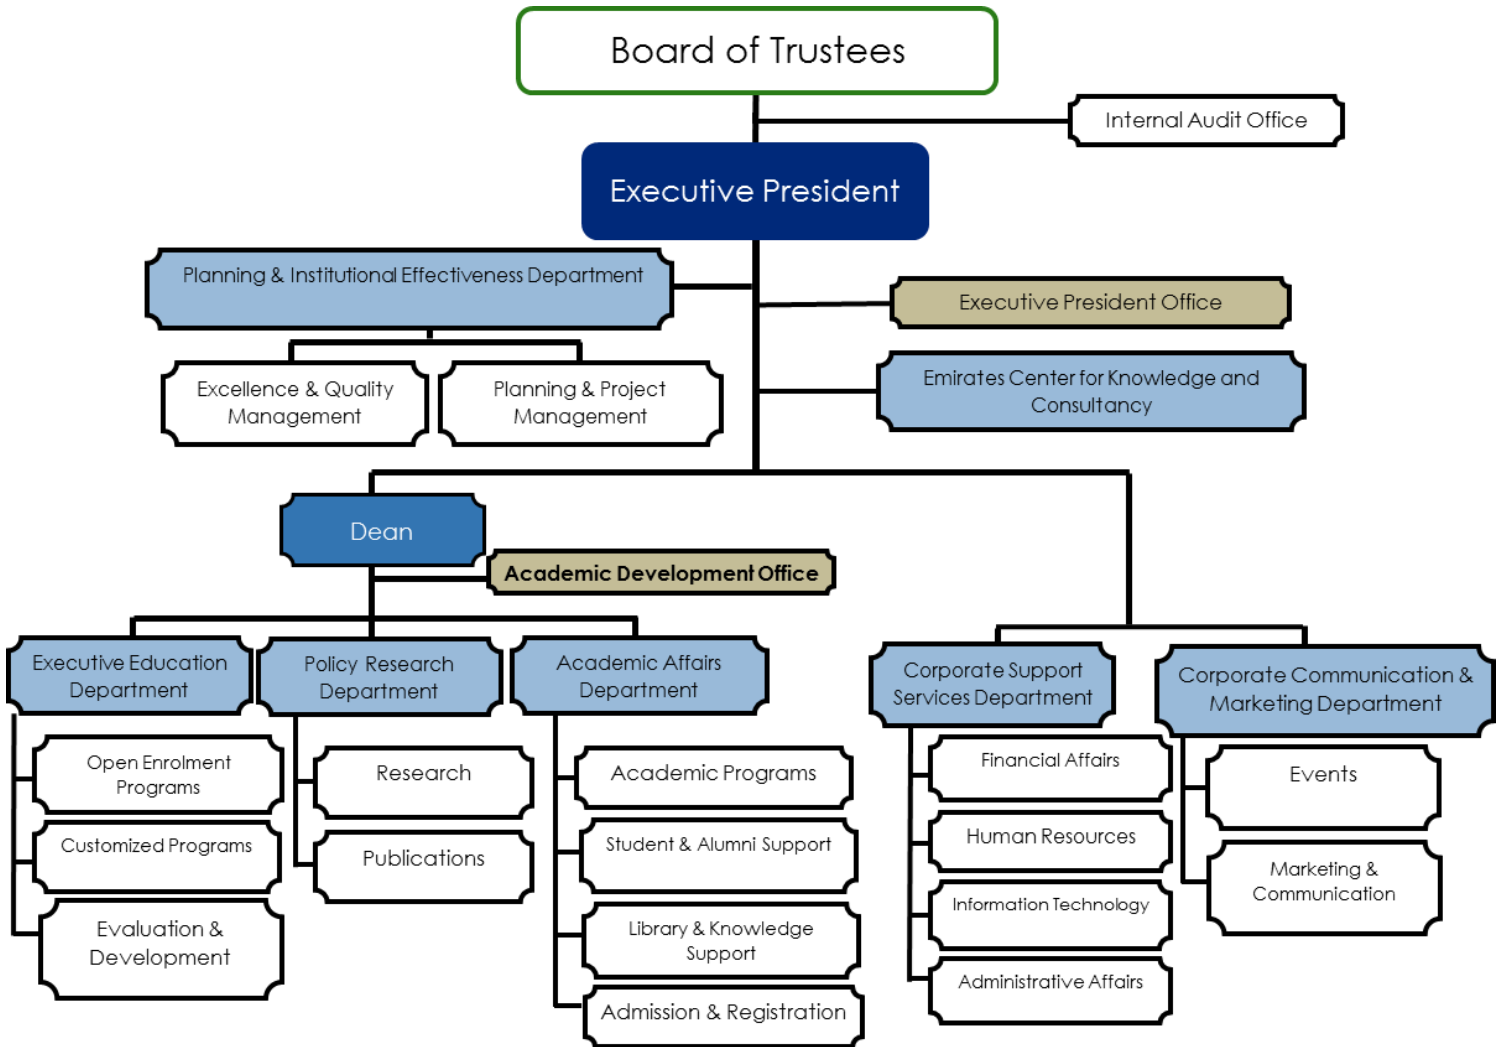 Board of Trustees
Internal Audit Office
Executive President
Planning & Institutional Effectiveness Department
Executive President Office
Excellence & Quality
Management
Planning & Project
Management
Emirates Center for Knowledge and
Consultancy
Dean
Academic Development Office
Executive Education
Department
Policy Research
Department
Academic Affairs
Department
Corporate Support
Services Department
Corporate Communication &
Marketing Department
Open Enrolment
Programs
Customized Programs
Evaluation &
Development
Research
Publications
Academic Programs
Student & Alumni Support
Library & Knowledge
Support
Admission & Registration
Financial Affairs
Human Resources
Information Technology
Administrative Affairs
Events
Marketing &
Communication